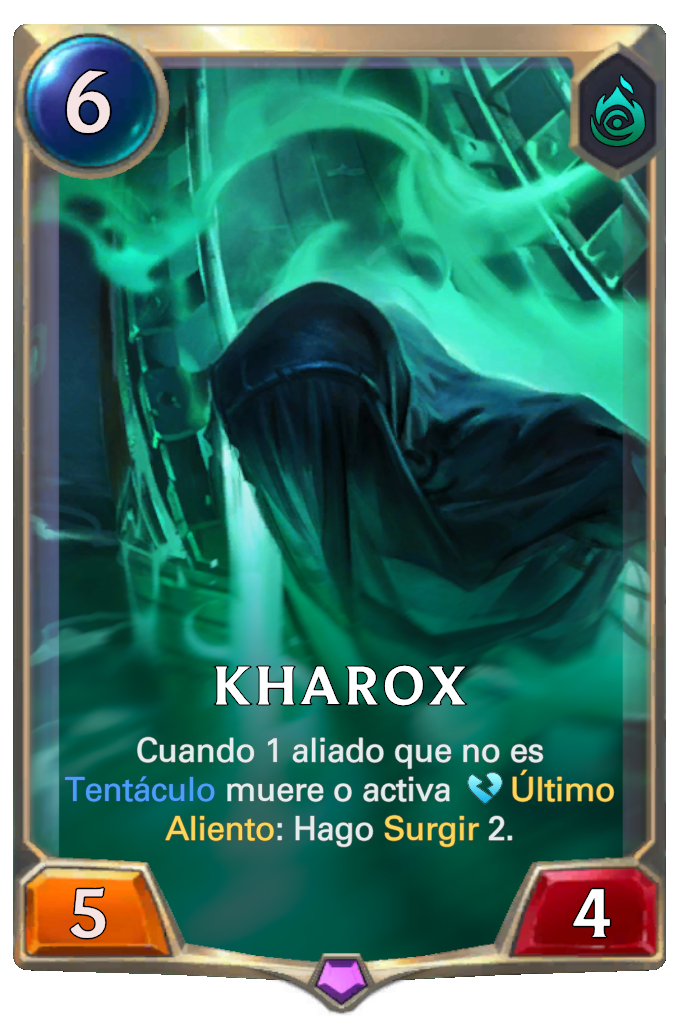 6
KHAROX
Cuando 1 aliado que no es
Tentáculo muere o activa Último
Aliento: Hago Surgir 2.
5
4